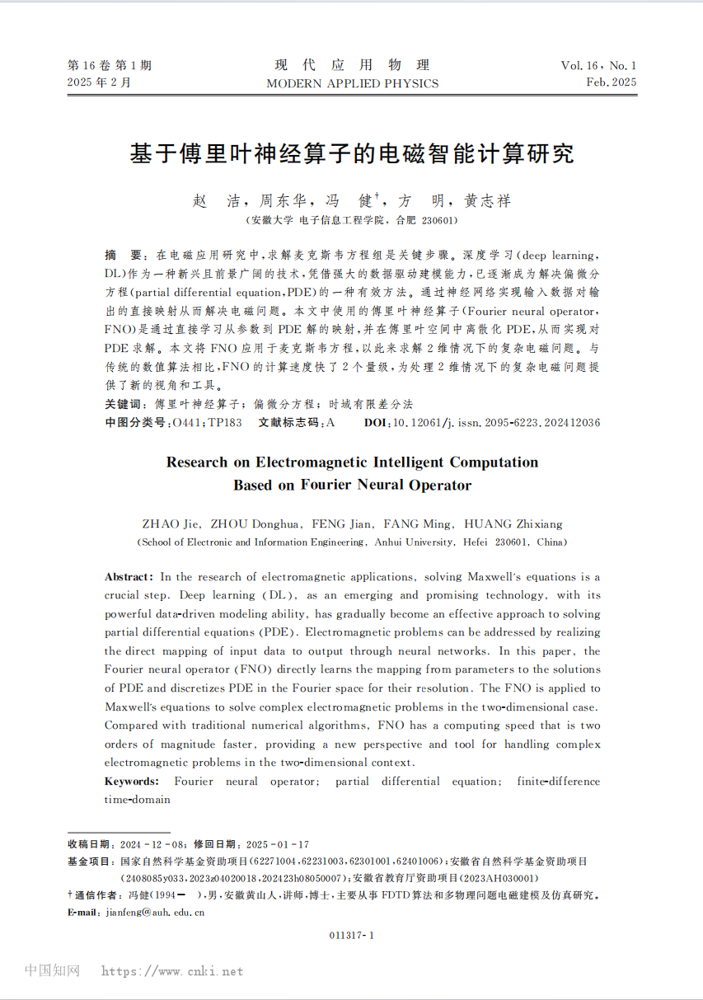 第 16 卷 第 1 期 现 代 应 用 物 理 Vol. 16, No. 1
2025 年 2 月 MODERN APPLIED PHYSICS Feb. 2025
基于傅里叶神经算子的电磁智能计算研究
赵 洁，周东华，冯 健†，方 明，黄志祥
（安徽大学 电子信息工程学院，合肥 230601）
摘 要：在电磁应用研究中，求解麦克斯韦方程组是关键步骤。深度学习(deep learning，
DL)作为一种新兴且前景广阔的技术，凭借强大的数据驱动建模能力，已逐渐成为解决偏微分
方程(partial differential equation，PDE)的一种有效方法。通过神经网络实现输入数据对输
出的直接映射从而解决电磁问题。本文中使用的傅里叶神经算子(Fourier neural operator，
FNO)是通过直接学习从参数到 PDE 解的映射，并在傅里叶空间中离散化 PDE，从而实现对
PDE 求解。本文将 FNO 应用于麦克斯韦方程，以此来求解 2 维情况下的复杂电磁问题。与
传统的数值算法相比，FNO 的计算速度快了 2 个量级，为处理 2 维情况下的复杂电磁问题提
供了新的视角和工具。
关键词：傅里叶神经算子；偏微分方程；时域有限差分法
中图分类号：O441；TP183 文献标志码：A DOI：10. 12061/j. issn. 2095-6223. 202412036
Research on Electromagnetic Intelligent Computation
Based on Fourier Neural Operator
ZHAO Jie, ZHOU Donghua, FENG Jian, FANG Ming, HUANG Zhixiang
(School of Electronic and Information Engineering, Anhui University, Hefei 230601, China)
Abstract: In the research of electromagnetic applications, solving Maxwell's equations is a
crucial step. Deep learning (DL), as an emerging and promising technology, with its
powerful data-driven modeling ability, has gradually become an effective approach to solving
partial differential equations (PDE). Electromagnetic problems can be addressed by realizing
the direct mapping of input data to output through neural networks. In this paper, the
Fourier neural operator (FNO) directly learns the mapping from parameters to the solutions
of PDE and discretizes PDE in the Fourier space for their resolution. The FNO is applied to
Maxwell's equations to solve complex electromagnetic problems in the two-dimensional case.
Compared with traditional numerical algorithms, FNO has a computing speed that is two
orders of magnitude faster, providing a new perspective and tool for handling complex
electromagnetic problems in the two-dimensional context.
Keywords: Fourier neural operator; partial differential equation; finite-difference
time-domain
收稿日期：2024－12－08；修回日期：2025－01－17
基金项目：国家自然科学基金资助项目(62271004,62231003,62301001,62401006)；安徽省自然科学基金资助项目
(2408085y033,2023z04020018,202423h08050007)；安徽省教育厅资助项目(2023AH030001)
†通信作者：冯健(1994－ )，男，安徽黄山人，讲师，博士，主要从事 FDTD 算法和多物理问题电磁建模及仿真研究。
E-mail：jianfeng@auh. edu. cn
011317- 1
中国知网 https://www.cnki.net